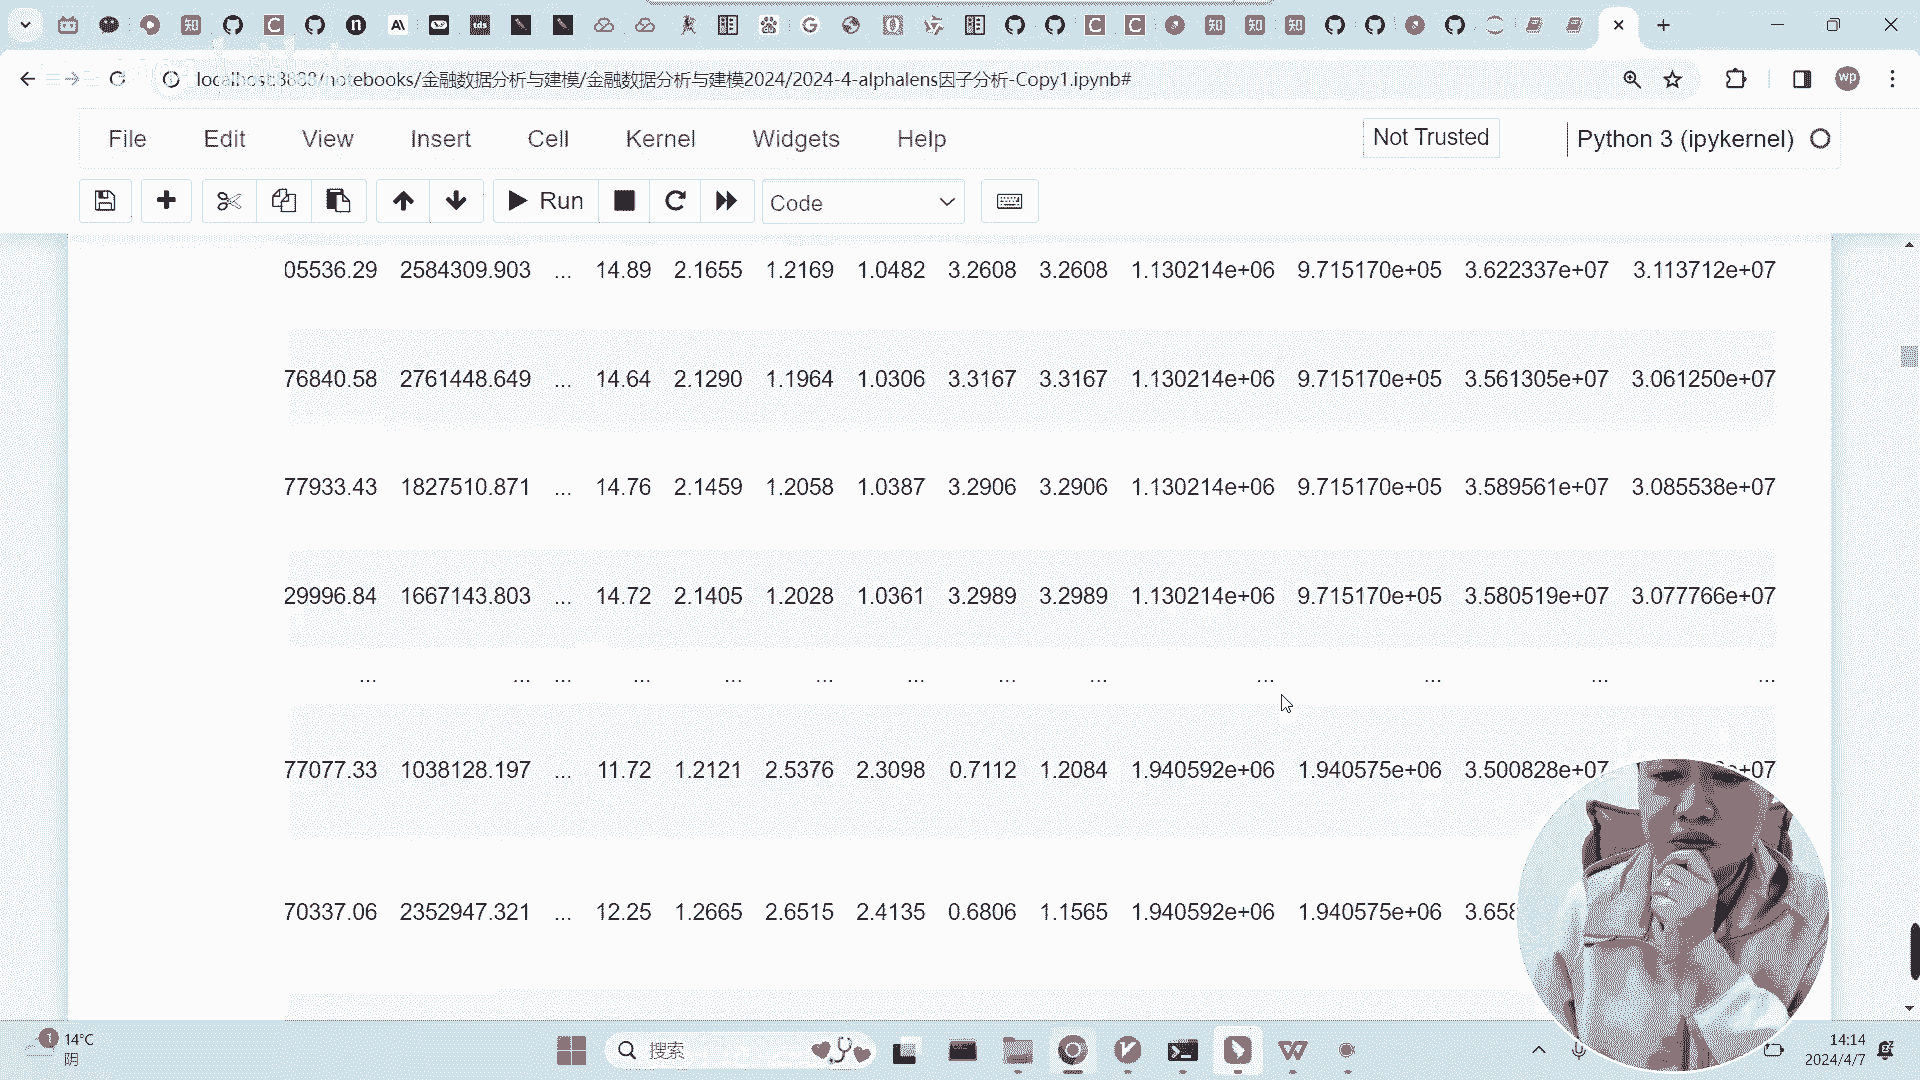 localhost:8888/notebooks/金融数据分析与建模/金融数据分析与建模2024/2024-4-alphalens因子分析-Copy1.ipynb#
wp
File Edit View Insert Cell Kernel Widgets Help Not Trusted Python 3 (ipykernel)
Run Code
05536.29 2584309.903 ... 14.89 2.1655 1.2169 1.0482 3.2608 3.2608 1.130214e+06 9.715170e+05 3.622337e+07 3.113712e+07
76840.58 2761448.649 ... 14.64 2.1290 1.1964 1.0306 3.3167 3.3167 1.130214e+06 9.715170e+05 3.561305e+07 3.061250e+07
77933.43 1827510.871 ... 14.76 2.1459 1.2058 1.0387 3.2906 3.2906 1.130214e+06 9.715170e+05 3.589561e+07 3.085538e+07
29996.84 1667143.803 ... 14.72 2.1405 1.2028 1.0361 3.2989 3.2989 1.130214e+06 9.715170e+05 3.580519e+07 3.077766e+07
... ... ... ... ... ... ... ... ... ... ... ... ...
77077.33 1038128.197 ... 11.72 1.2121 2.5376 2.3098 0.7112 1.2084 1.940592e+06 1.940575e+06 3.500828e+07 e+07
70337.06 2352947.321 ... 12.25 1.2665 2.6515 2.4135 0.6806 1.1565 1.940592e+06 1.940575e+06 3.658
1 14°C
阴
搜索
14:14
2024/4/7